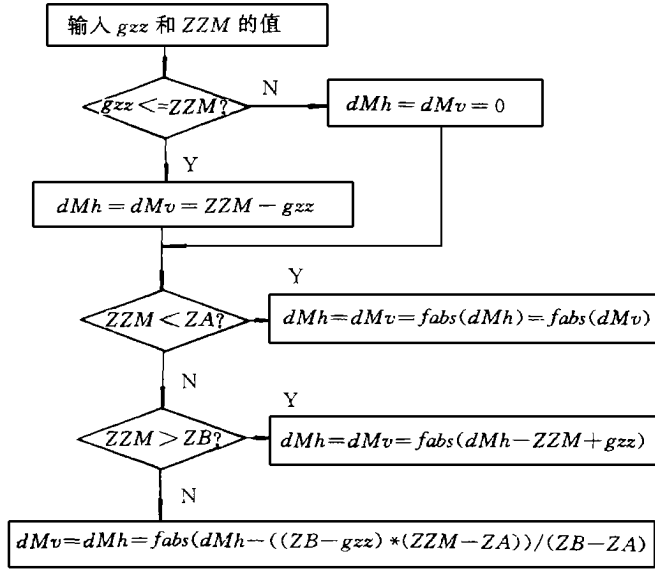 输入 gzz 和 ZZM 的值
gzz<=ZZM?
N
dMh=dMv=0
Y
dMh=dMv=ZZM-gzz
Y
ZZM<ZA?
dMh=dMv=fabs(dMh)=fabs(dMv)
N
Y
ZZM>ZB?
dMh=dMv=fabs(dMh-ZZM+gzz)
N
dMv=dMh=fabs(dMh-((ZB-gzz)*(ZZM-ZA))/(ZB-ZA)